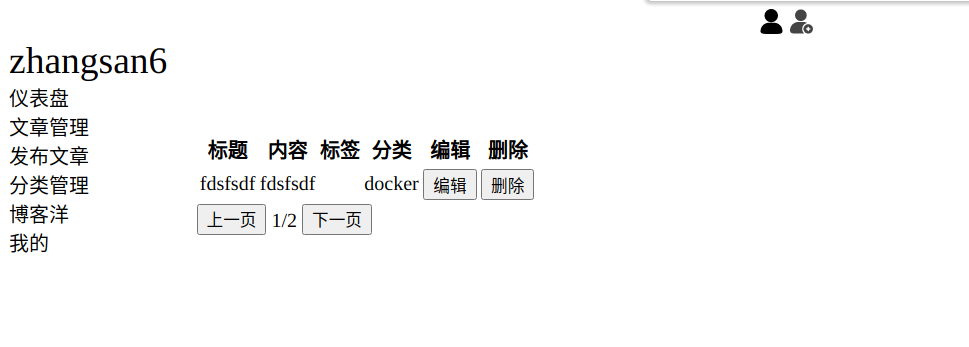 zhangsan6
仪表盘
文章管理
发布文章
分类管理
博客洋
我的
标题 内容 标签 分类 编辑 删除
fdsfsdf fdsfsdf docker 编辑 删除
上一页 1/2 下一页